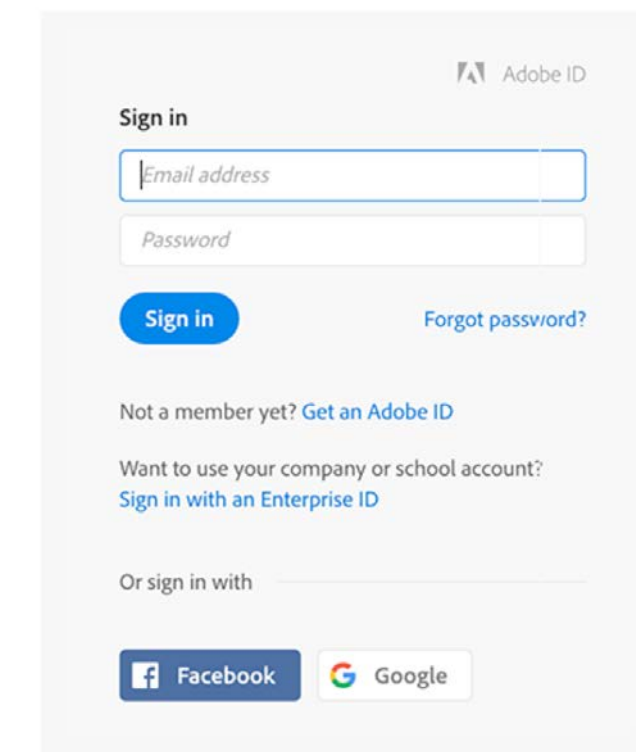 Adobe ID
Sign in
Email address
Password
Sign in Forgot password?
Not a member yet? Get an Adobe ID
Want to use your company or school account?
Sign in with an Enterprise ID
Or sign in with
Facebook Google